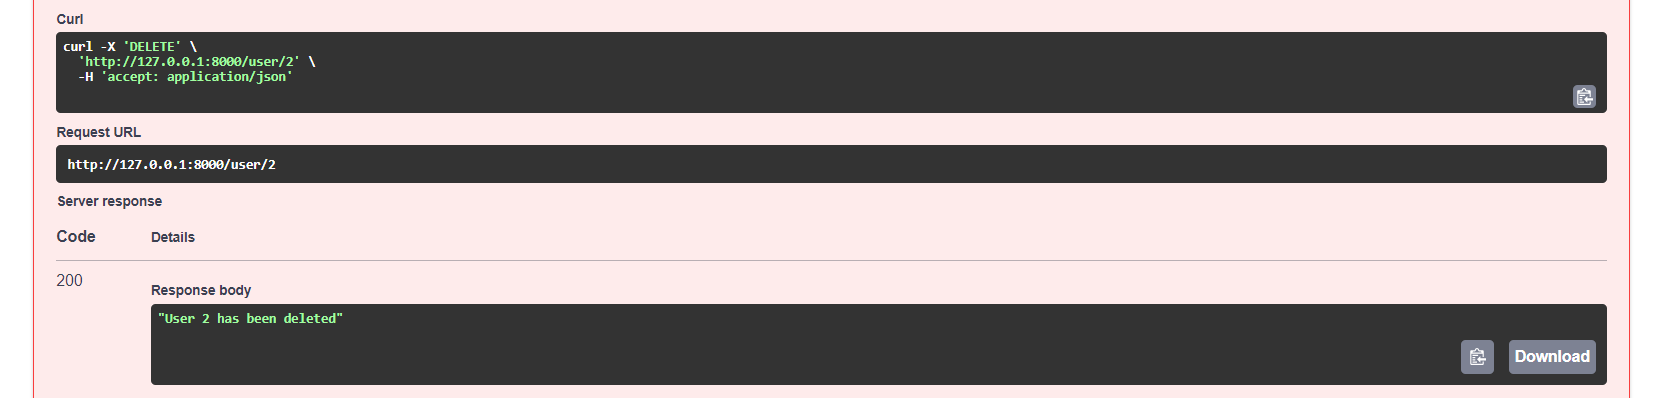 Curl
curl -X 'DELETE' \
  'http://127.0.0.1:8000/user/2' \
  -H 'accept: application/json'
Request URL
http://127.0.0.1:8000/user/2
Server response
Code Details
200
Response body
"User 2 has been deleted"
Download